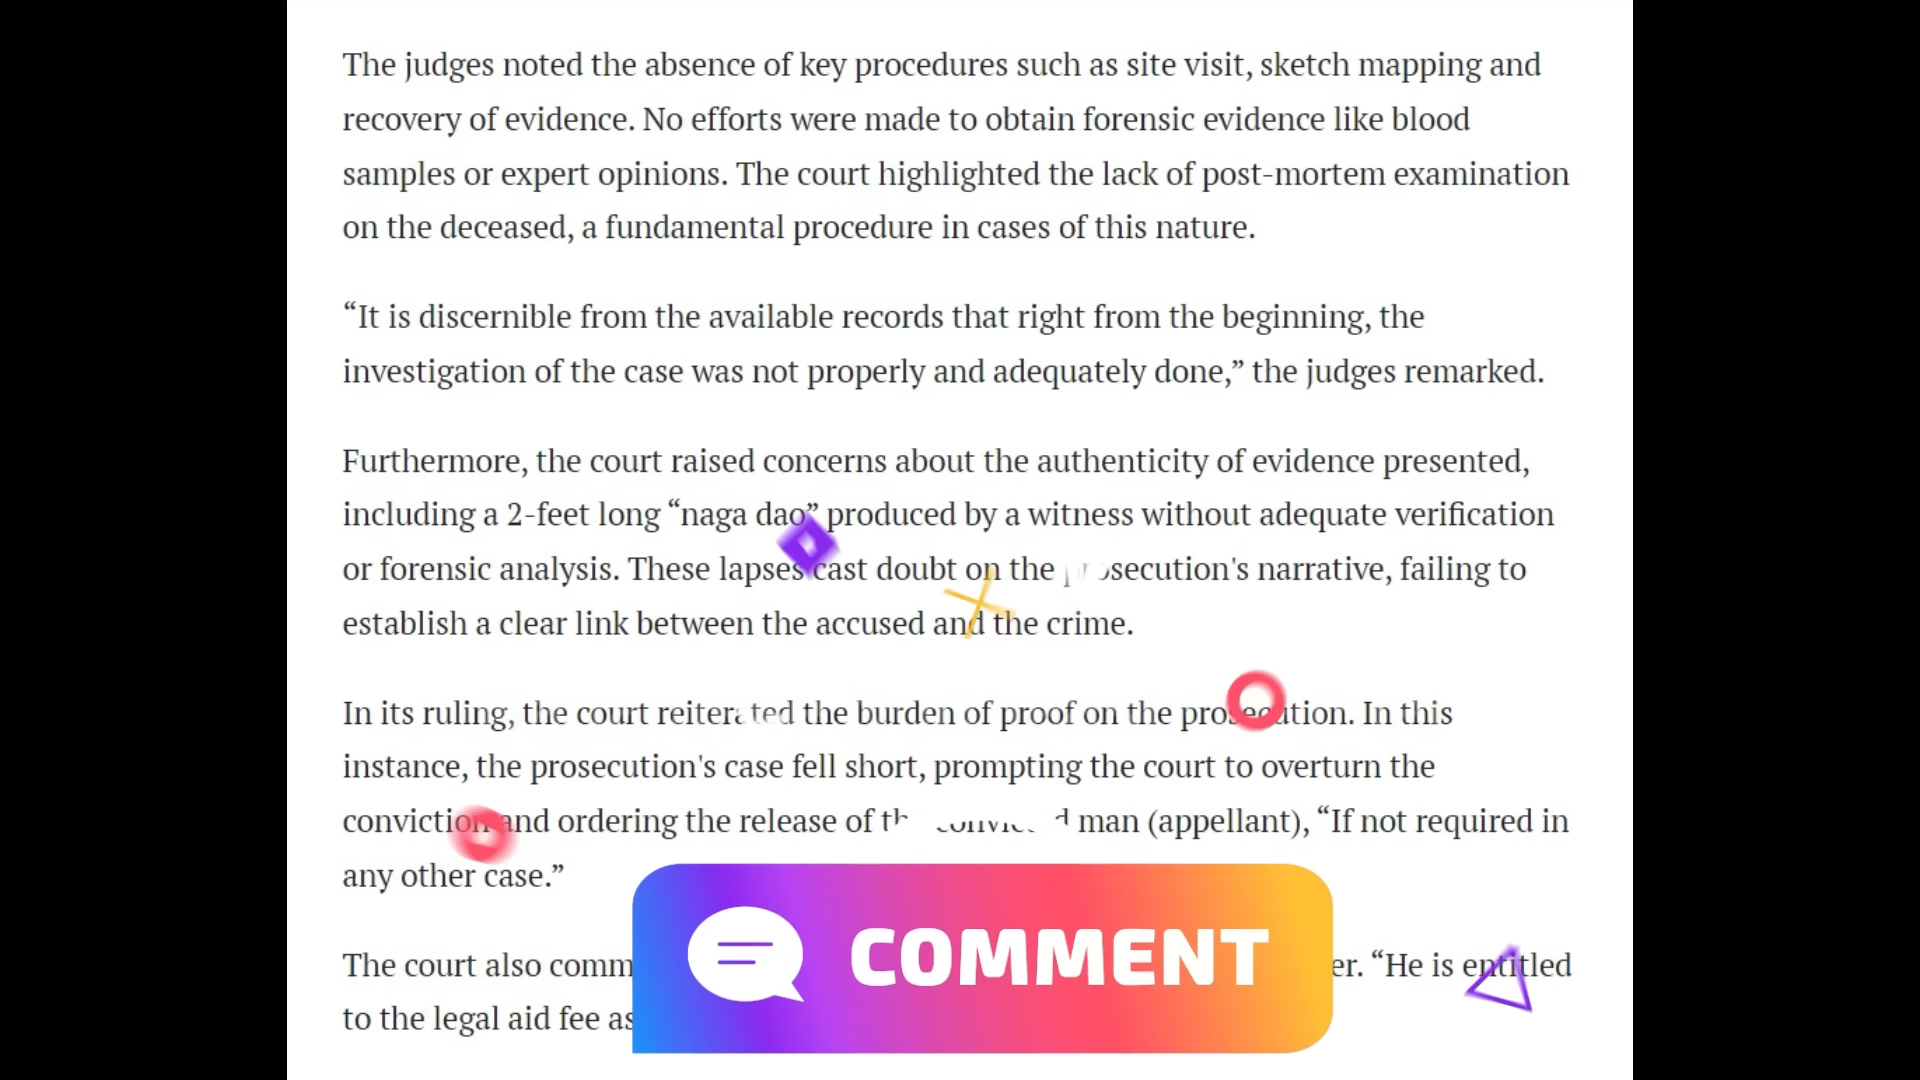 The judges noted the absence of key procedures such as site visit, sketch mapping and
recovery of evidence. No efforts were made to obtain forensic evidence like blood
samples or expert opinions. The court highlighted the lack of post-mortem examination
on the deceased, a fundamental procedure in cases of this nature.
“It is discernible from the available records that right from the beginning, the
investigation of the case was not properly and adequately done,” the judges remarked.
Furthermore, the court raised concerns about the authenticity of evidence presented,
including a 2-feet long “naga dao” produced by a witness without adequate verification
or forensic analysis. These lapses cast doubt on the prosecution's narrative, failing to
establish a clear link between the accused and the crime.
In its ruling, the court reiterated the burden of proof on the prosecution. In this
instance, the prosecution's case fell short, prompting the court to overturn the
conviction and ordering the release of the convicted man (appellant), “If not required in
any other case.”
The court also er. “He is entitled
to the legal aid fee as
COMMENT